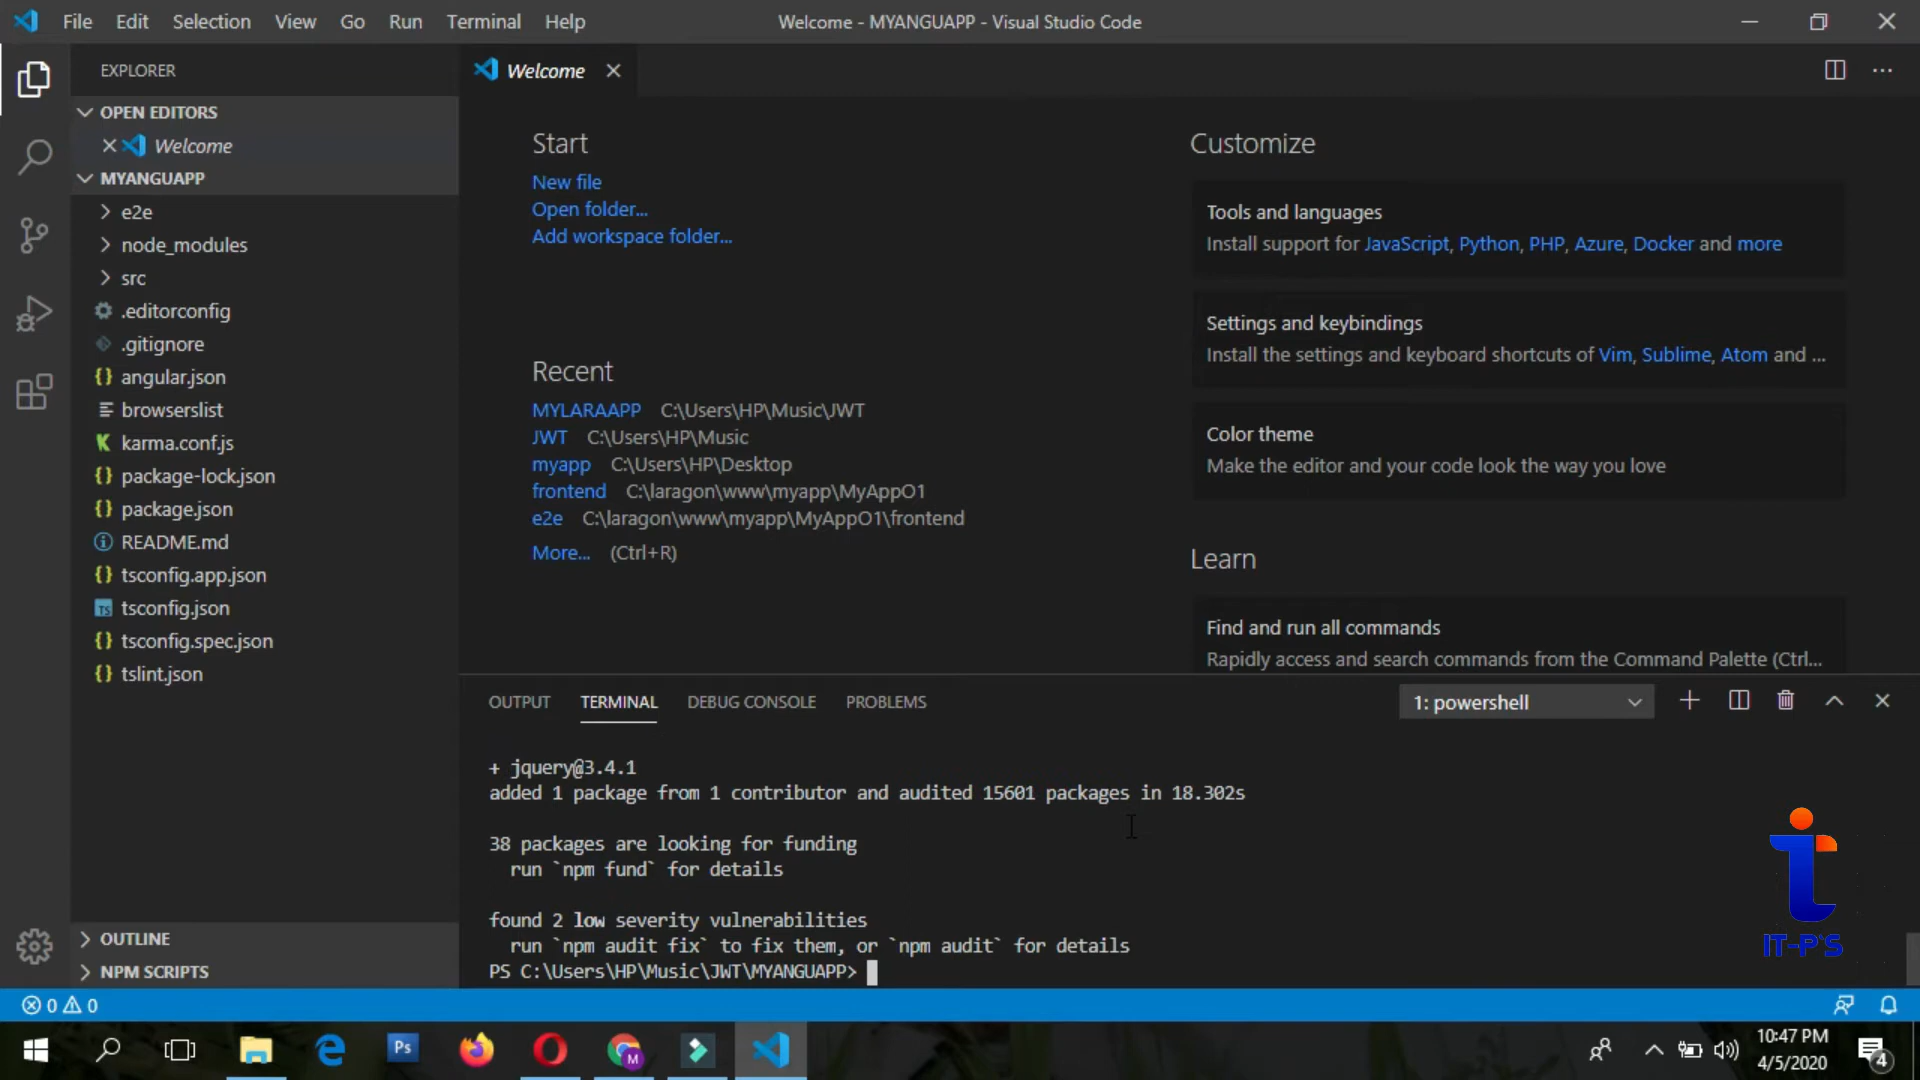 File Edit Selection View Go Run Terminal Help
Welcome - MYANGUAPP - Visual Studio Code
EXPLORER
OPEN EDITORS
Welcome
MYANGUAPP
e2e
node_modules
src
.editorconfig
.gitignore
angular.json
browserslist
karma.conf.js
package-lock.json
package.json
README.md
tsconfig.app.json
tsconfig.json
tsconfig.spec.json
tslint.json
OUTLINE
NPM SCRIPTS
Welcome
Start
New file
Open folder...
Add workspace folder...
Recent
MYLARAAPP C:\Users\HP\Music\JWT
JWT C:\Users\HP\Music
myapp C:\Users\HP\Desktop
frontend C:\laragon\www\myapp\MyAppO1
e2e C:\laragon\www\myapp\MyAppO1\frontend
More... (Ctrl+R)
Customize
Tools and languages
Install support for JavaScript, Python, PHP, Azure, Docker and more
Settings and keybindings
Install the settings and keyboard shortcuts of Vim, Sublime, Atom and ...
Color theme
Make the editor and your code look the way you love
Learn
Find and run all commands
Rapidly access and search commands from the Command Palette (Ctrl...
OUTPUT TERMINAL DEBUG CONSOLE PROBLEMS
1: powershell
+ jquery@3.4.1
added 1 package from 1 contributor and audited 15601 packages in 18.302s
38 packages are looking for funding
run `npm fund` for details
found 2 low severity vulnerabilities
run `npm audit fix` to fix them, or `npm audit` for details
PS C:\Users\HP\Music\JWT\MYANGUAPP>
IT-P'S
0 0
Ps
M
10:47 PM
4/5/2020
4